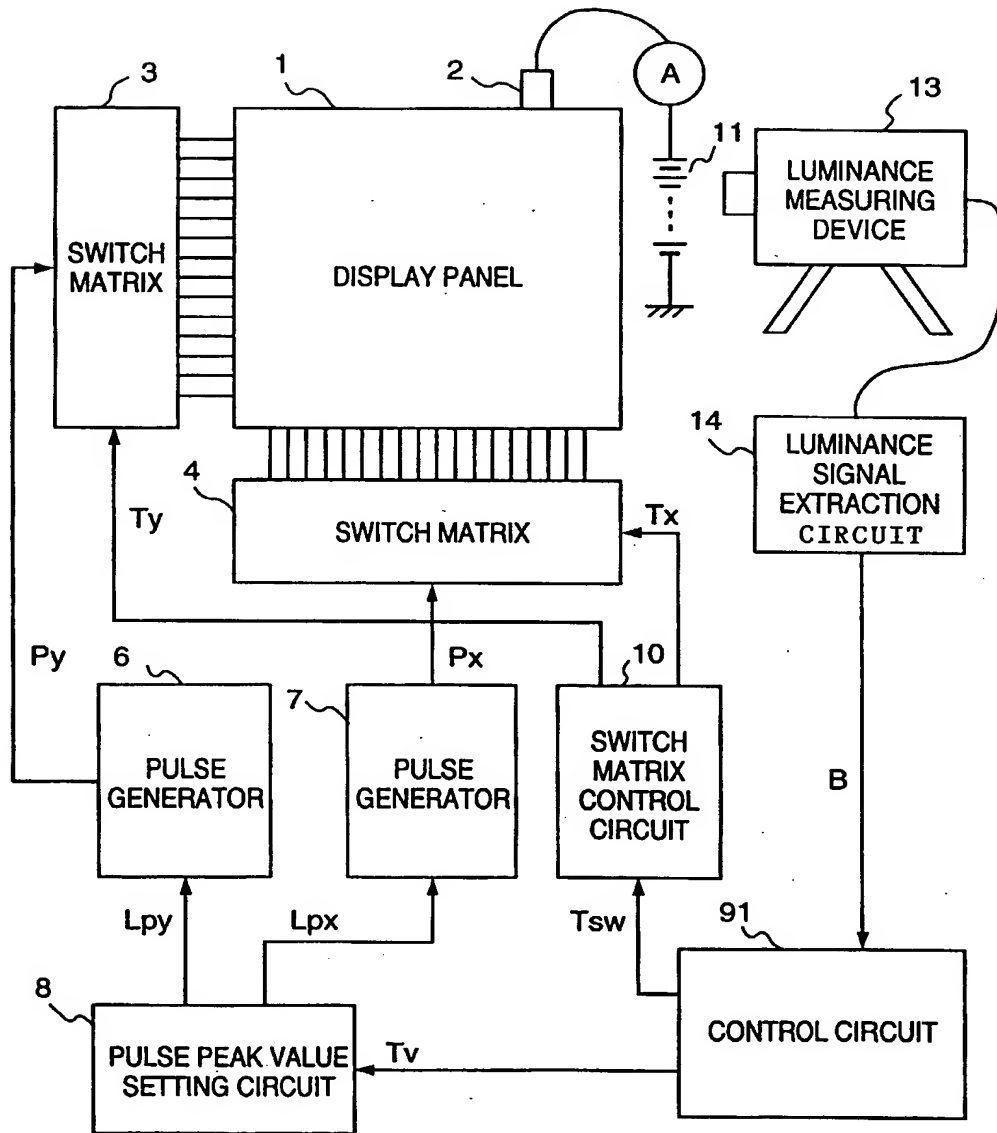 3
1
2
A
11
13
SWITCH
MATRIX
DISPLAY PANEL
LUMINANCE
MEASURING
DEVICE
14
LUMINANCE
SIGNAL
EXTRACTION
CIRCUIT
4
SWITCH MATRIX
Ty
Tx
Py
6
PULSE
GENERATOR
7
Px
PULSE
GENERATOR
10
SWITCH
MATRIX
CONTROL
CIRCUIT
B
Lpy
Lpx
Tsw
91
8
PULSE PEAK VALUE
SETTING CIRCUIT
Tv
CONTROL CIRCUIT